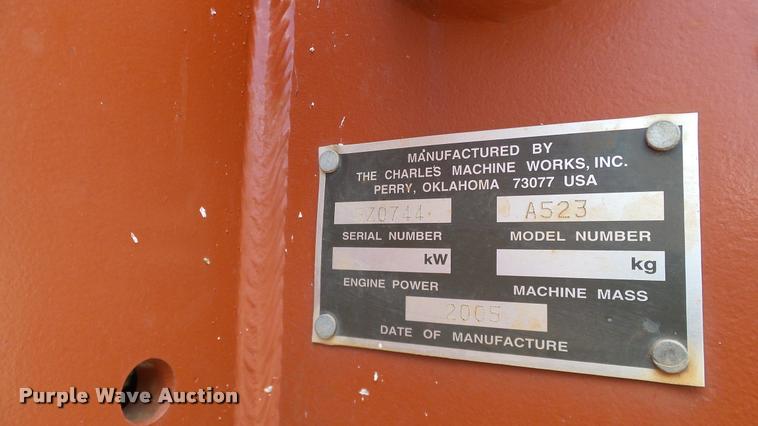 MANUFACTURED BY
THE CHARLES MACHINE WORKS, INC.
PERRY, OKLAHOMA 73077 USA
Z0744 A523
SERIAL NUMBER MODEL NUMBER
kW kg
ENGINE POWER MACHINE MASS
2005
DATE OF MANUFACTURE
Purple Wave Auction